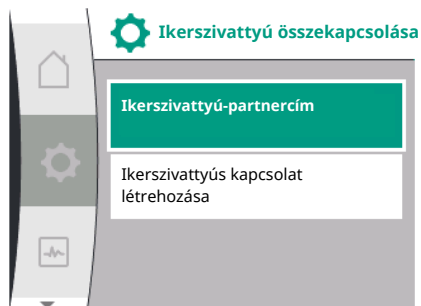 Ikerszivattyú összekapcsolása
Ikerszivattyú-partnercím
Ikerszivattyús kapcsolat
létrehozása